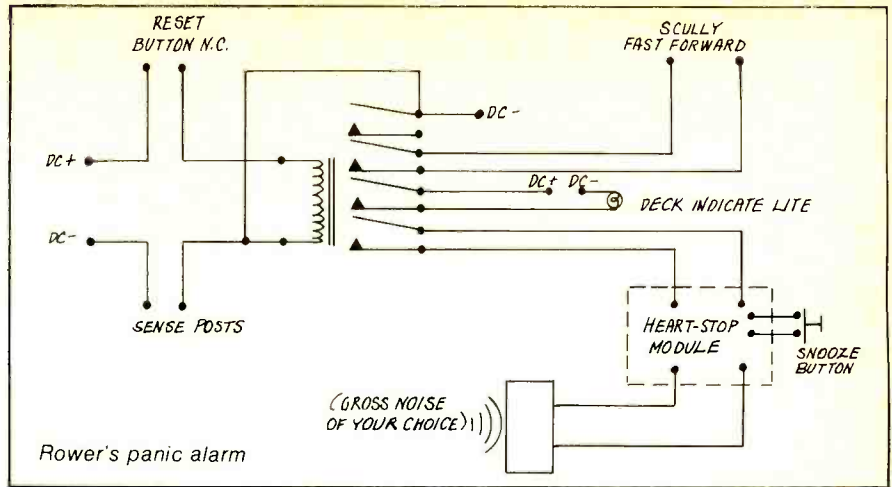 RESET
BUTTON N.C.
SCULLY
FAST FORWARD
DC-
DC+
DC+ DC-
DECK INDICATE LITE
DC-
SENSE POSTS
HEART-STOP
MODULE
SNOOZE
BUTTON
(GROSS NOISE
OF YOUR CHOICE)
Rower's panic alarm